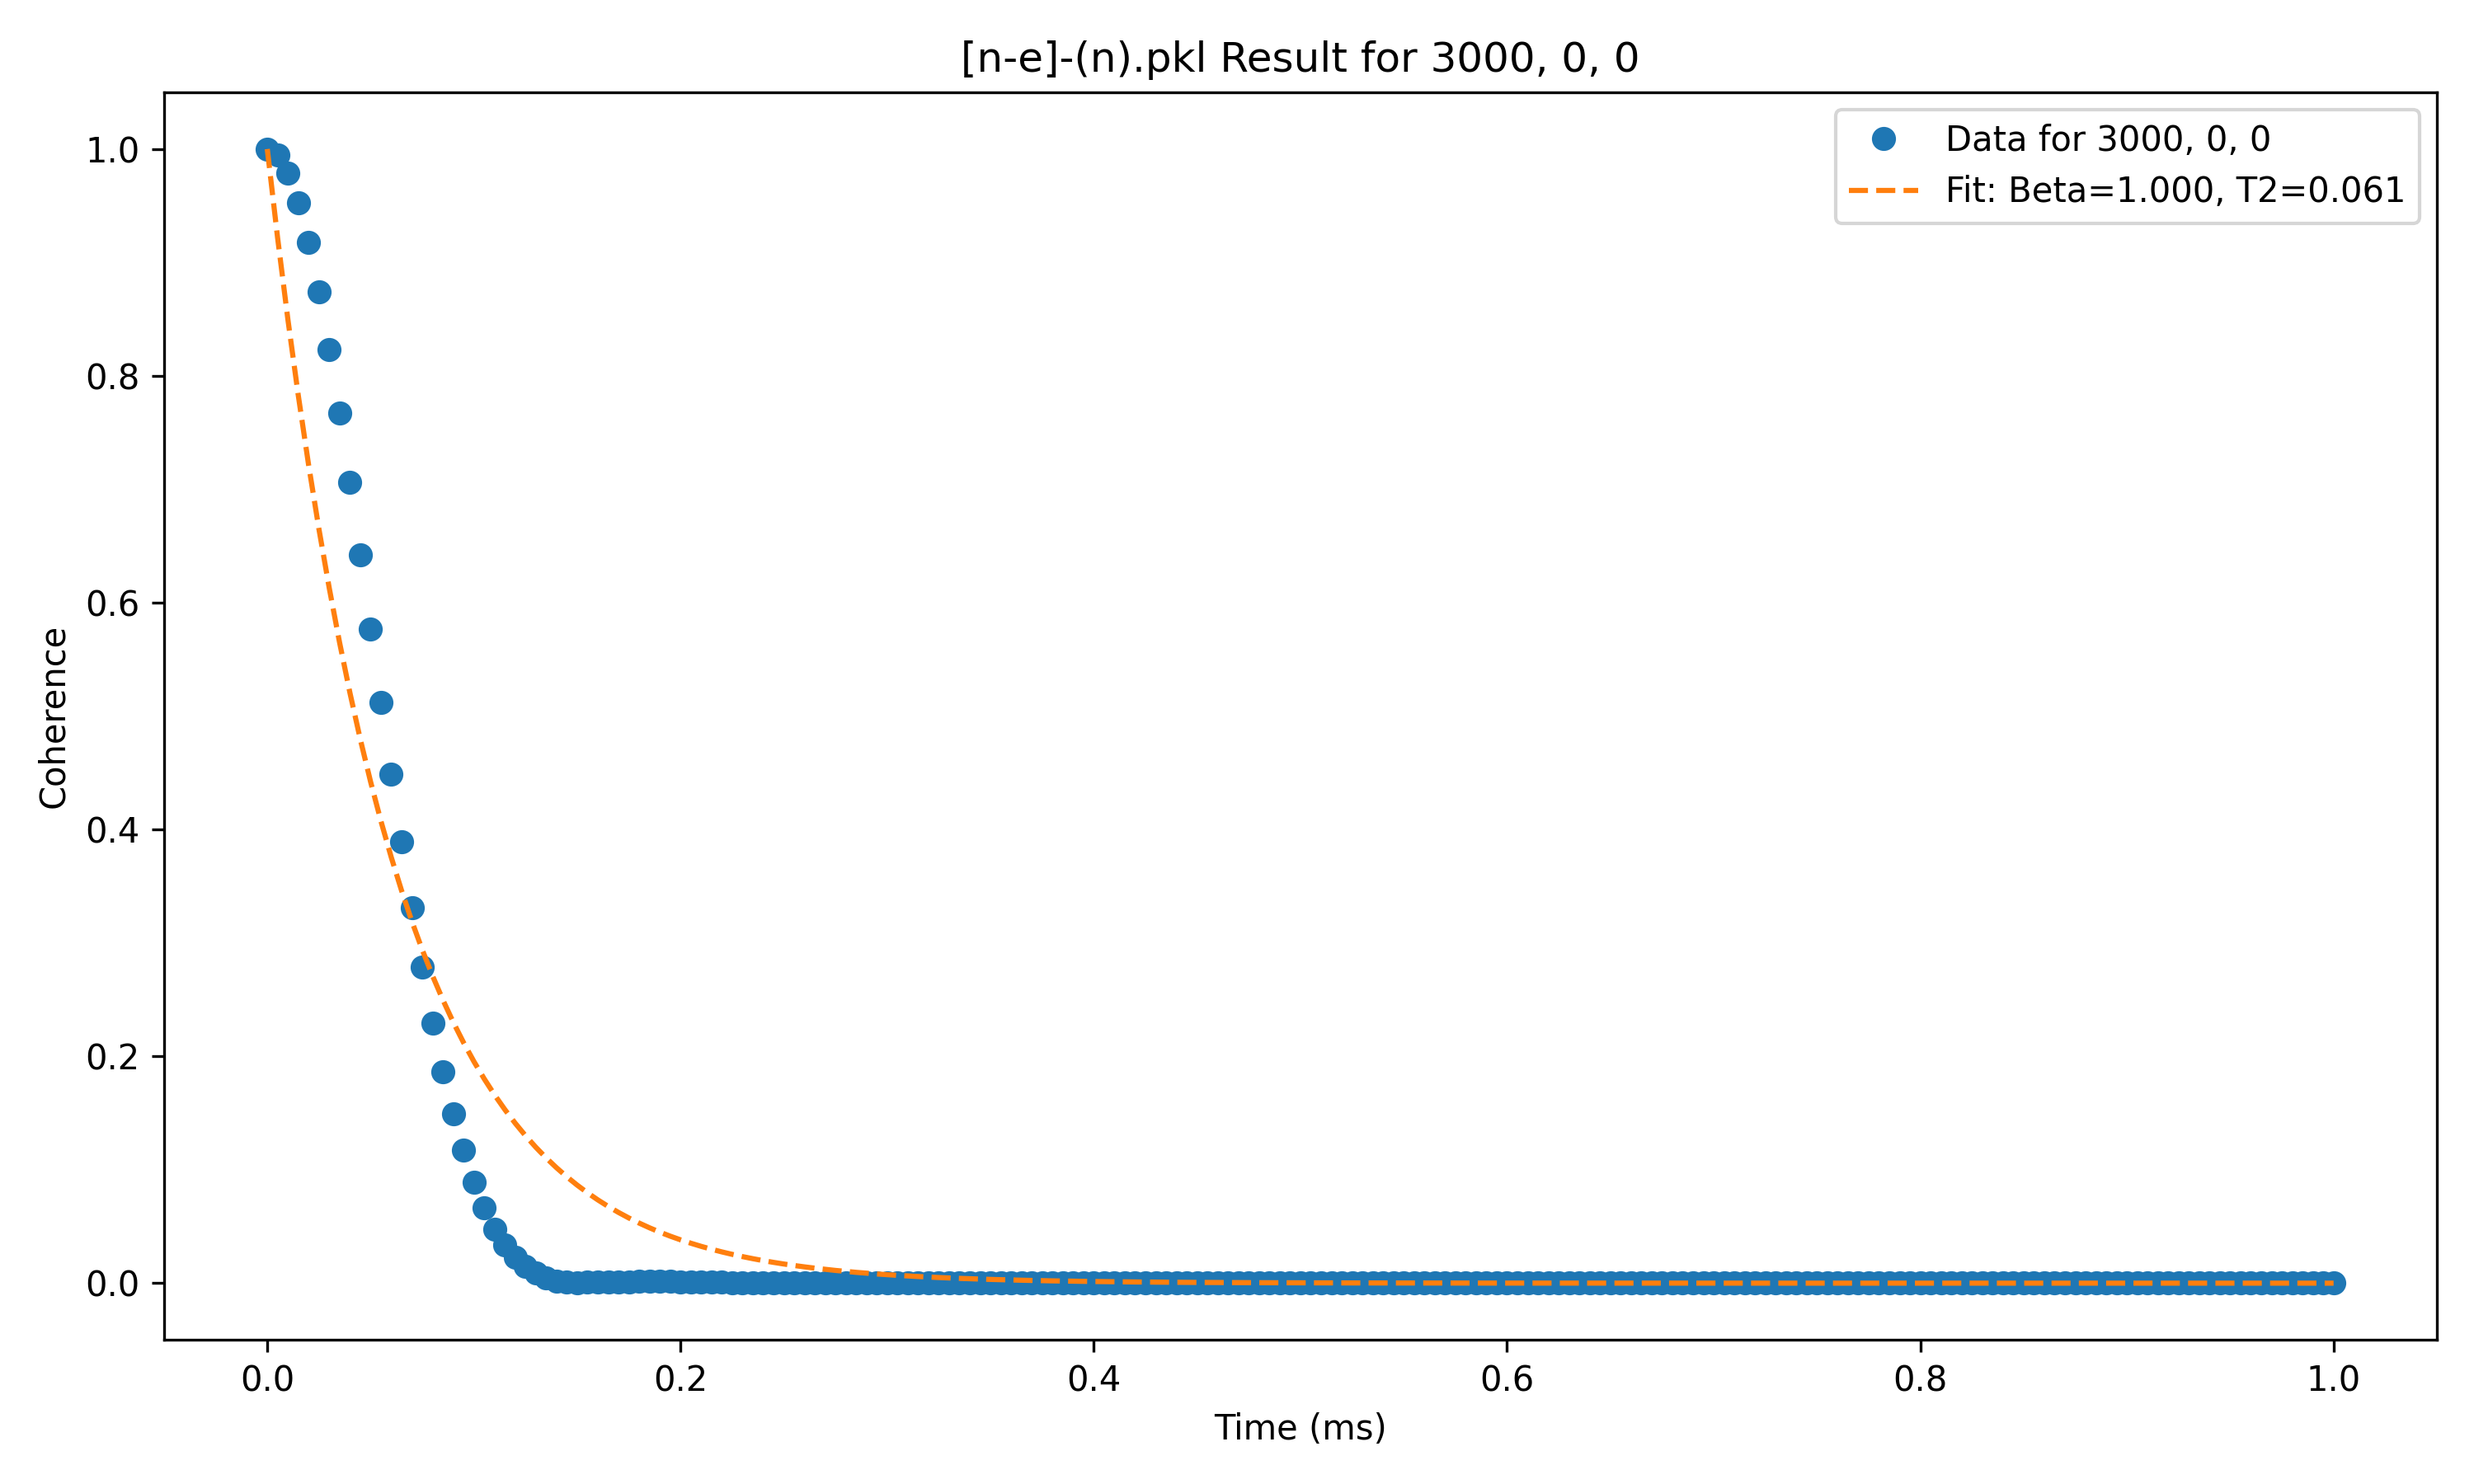 [n-e]-(n).pkl Result for 3000, 0, 0
Data for 3000, 0, 0
Fit: Beta=1.000, T2=0.061
Coherence
1.0
0.8
0.6
0.4
0.2
0.0
0.0 0.2 0.4 0.6 0.8 1.0
Time (ms)